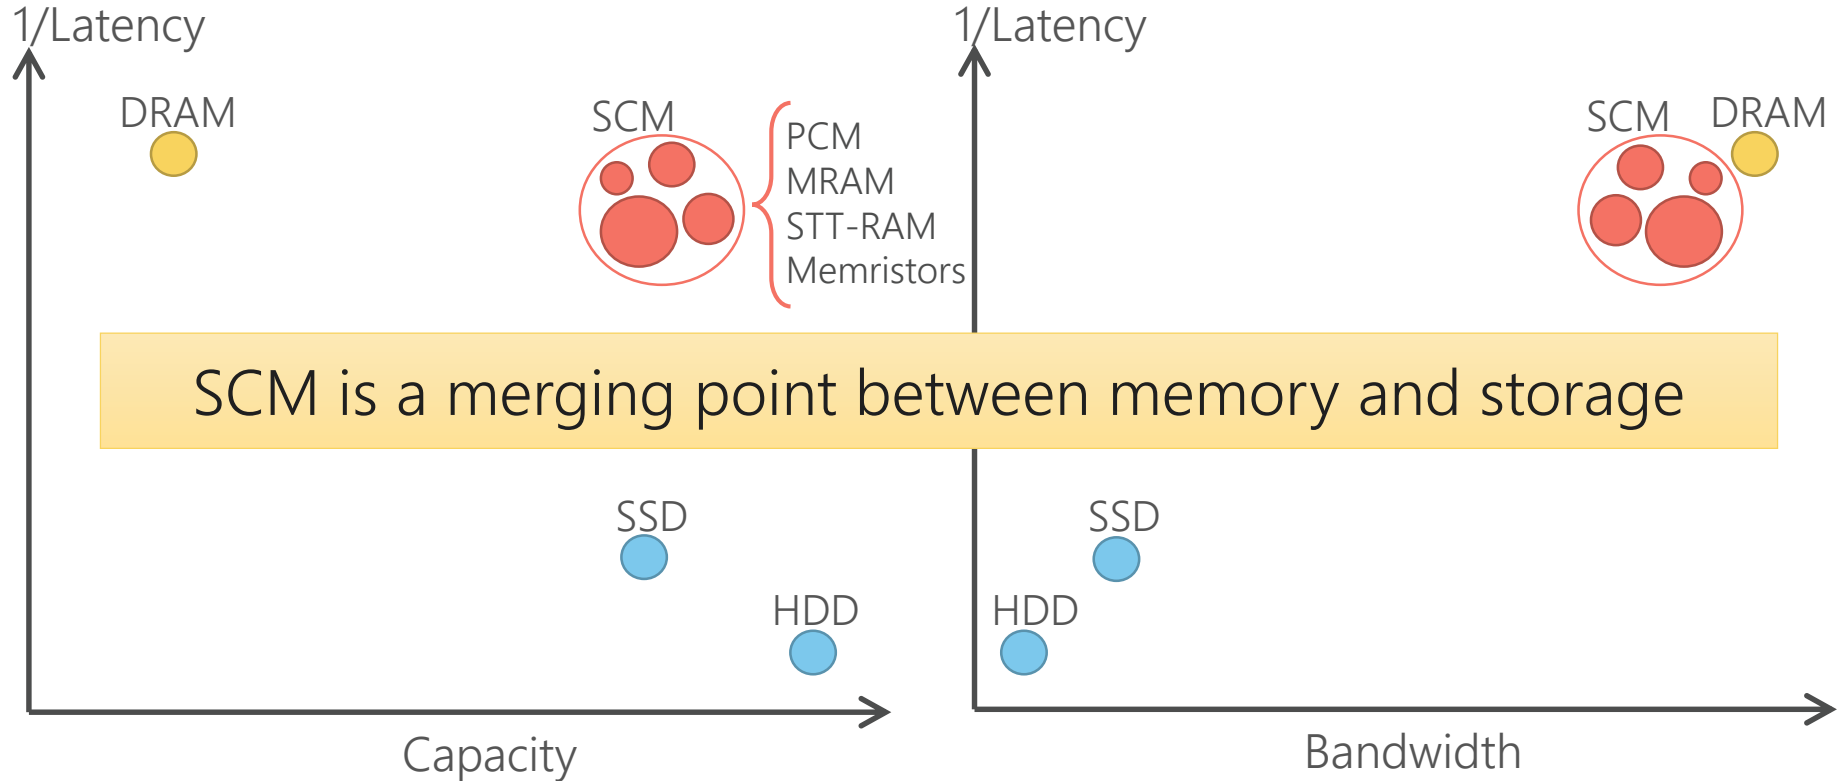 1/Latency
DRAM
SCM
PCM
MRAM
STT-RAM
Memristors
SSD
HDD
Capacity
1/Latency
SCM
DRAM
SSD
HDD
Bandwidth
SCM is a merging point between memory and storage